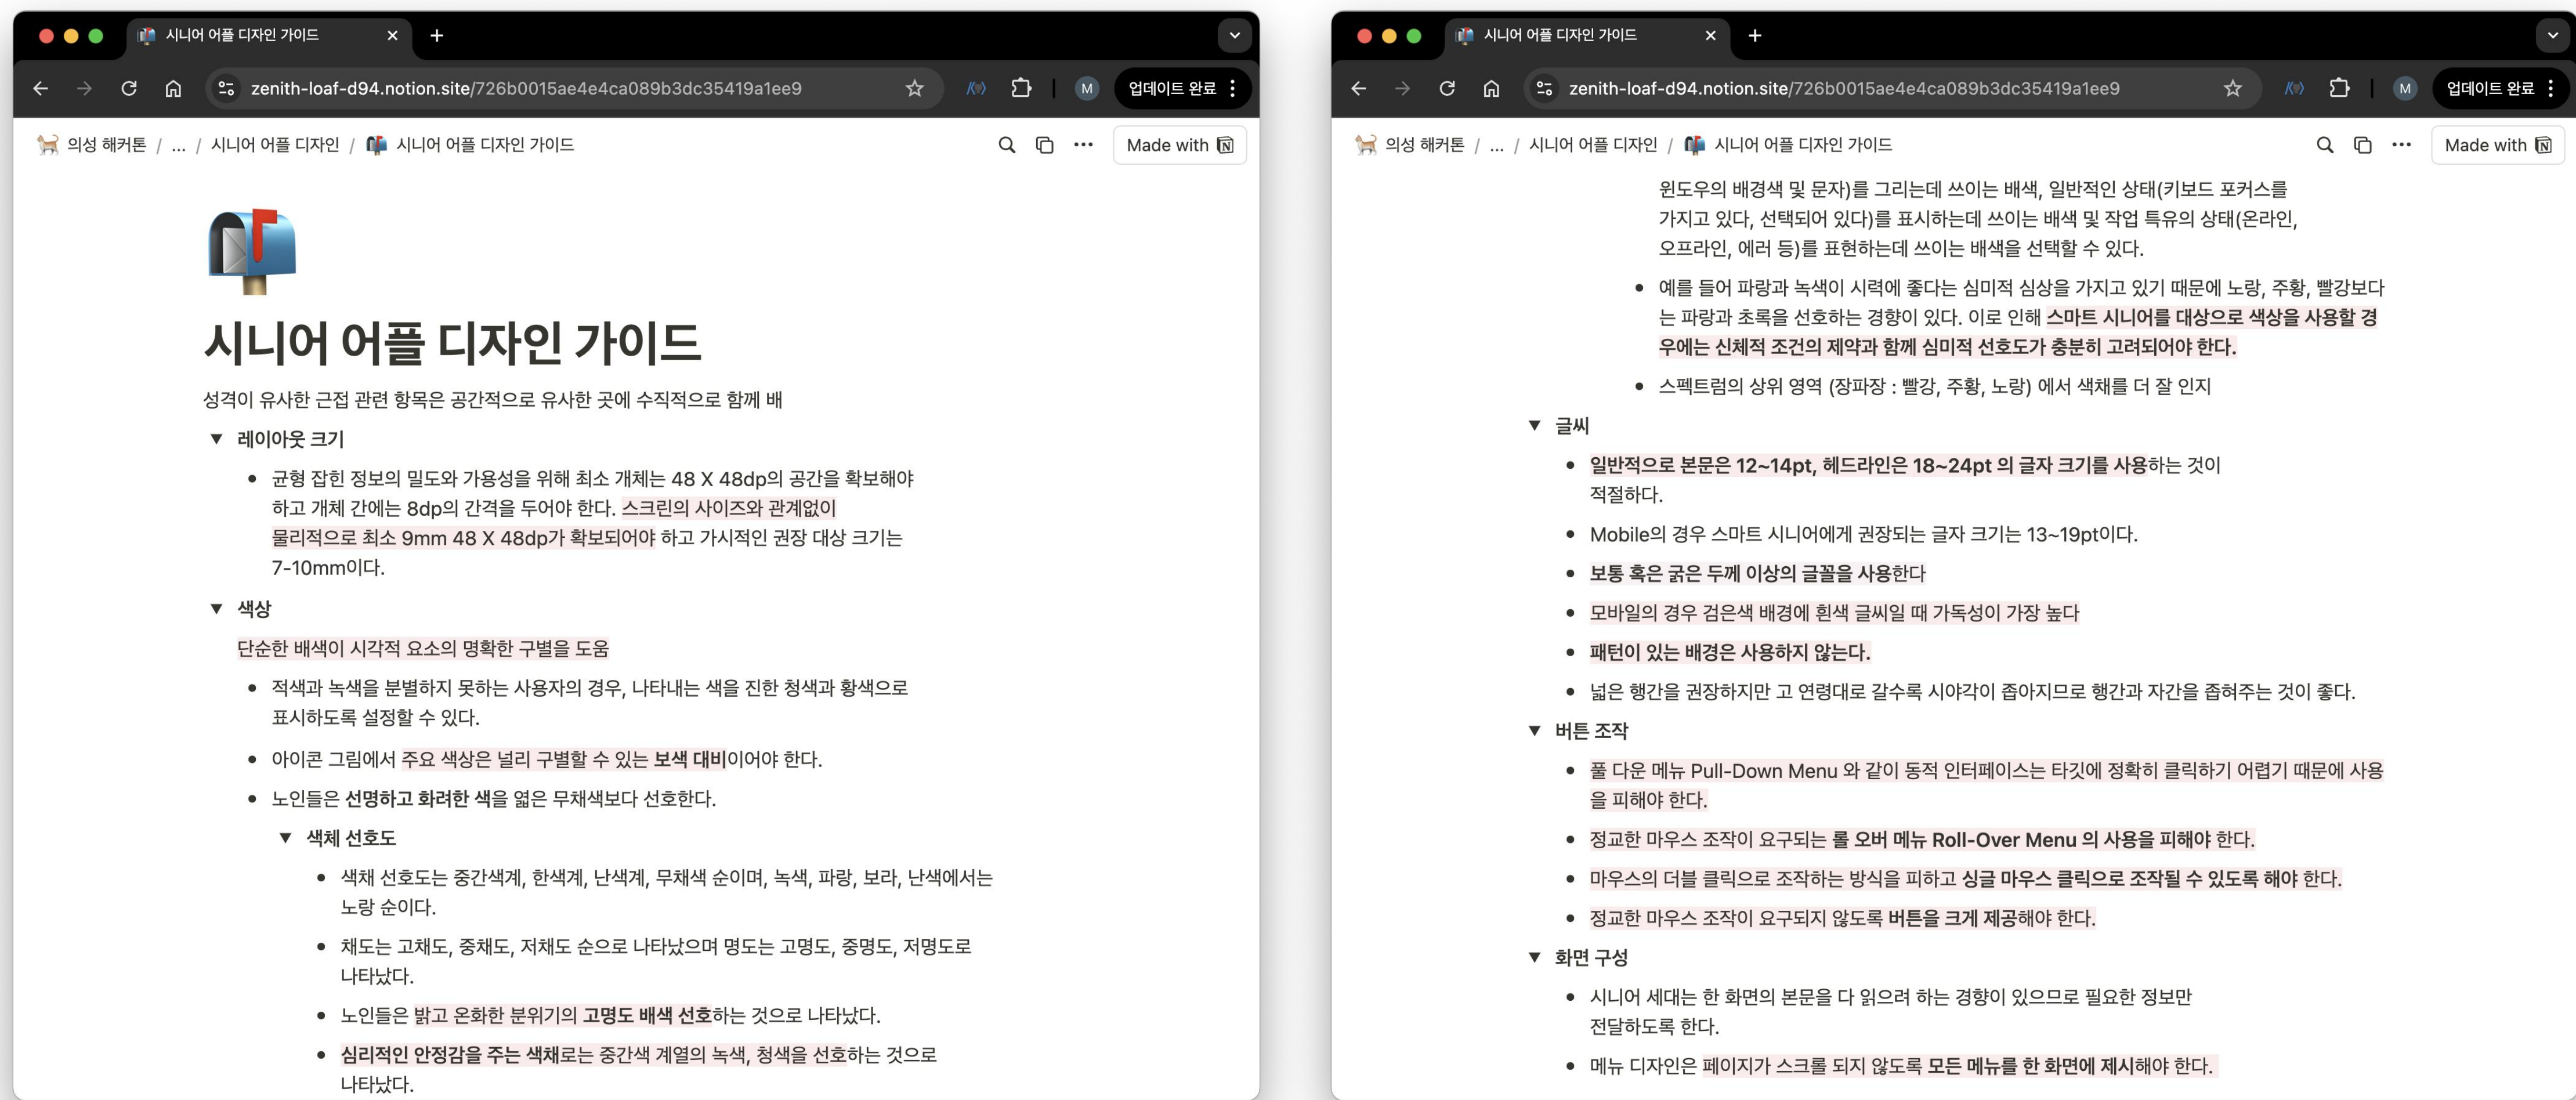 시니어 어플 디자인 가이드
zenith-loaf-d94.notion.site/726b0015ae4e4ca089b3dc35419a1ee9
M
업데이트 완료
의성 해커톤 / ... / 시니어 어플 디자인 / 시니어 어플 디자인 가이드
Made with
시니어 어플 디자인 가이드
성격이 유사한 근접 관련 항목은 공간적으로 유사한 곳에 수직적으로 함께 배
레이아웃 크기
균형 잡힌 정보의 밀도와 가용성을 위해 최소 개체는 48 X 48dp의 공간을 확보해야
하고 개체 간에는 8dp의 간격을 두어야 한다. 스크린의 사이즈와 관계없이
물리적으로 최소 9mm 48 X 48dp가 확보되어야 하고 가시적인 권장 대상 크기는
7-10mm이다.
색상
단순한 배색이 시각적 요소의 명확한 구별을 도움
적색과 녹색을 분별하지 못하는 사용자의 경우, 나타내는 색을 진한 청색과 황색으로
표시하도록 설정할 수 있다.
아이콘 그림에서 주요 색상은 널리 구별할 수 있는 보색 대비이어야 한다.
노인들은 선명하고 화려한 색을 엷은 무채색보다 선호한다.
색체 선호도
색채 선호도는 중간색계, 한색계, 난색계, 무채색 순이며, 녹색, 파랑, 보라, 난색에서는
노랑 순이다.
채도는 고채도, 중채도, 저채도 순으로 나타났으며 명도는 고명도, 중명도, 저명도로
나타났다.
노인들은 밝고 온화한 분위기의 고명도 배색 선호하는 것으로 나타났다.
심리적인 안정감을 주는 색채로는 중간색 계열의 녹색, 청색을 선호하는 것으로
나타났다.
시니어 어플 디자인 가이드
zenith-loaf-d94.notion.site/726b0015ae4e4ca089b3dc35419a1ee9
M
업데이트 완료
의성 해커톤 / ... / 시니어 어플 디자인 / 시니어 어플 디자인 가이드
Made with
윈도우의 배경색 및 문자)를 그리는데 쓰이는 배색, 일반적인 상태(키보드 포커스를
가지고 있다, 선택되어 있다)를 표시하는데 쓰이는 배색 및 작업 특유의 상태(온라인,
오프라인, 에러 등)를 표현하는데 쓰이는 배색을 선택할 수 있다.
예를 들어 파랑과 녹색이 시력에 좋다는 심미적 심상을 가지고 있기 때문에 노랑, 주황, 빨강보다
는 파랑과 초록을 선호하는 경향이 있다. 이로 인해 스마트 시니어를 대상으로 색상을 사용할 경
우에는 신체적 조건의 제약과 함께 심미적 선호도가 충분히 고려되어야 한다.
스펙트럼의 상위 영역 (장파장 : 빨강, 주황, 노랑) 에서 색채를 더 잘 인지
글씨
일반적으로 본문은 12~14pt, 헤드라인은 18~24pt 의 글자 크기를 사용하는 것이
적절하다.
Mobile의 경우 스마트 시니어에게 권장되는 글자 크기는 13~19pt이다.
보통 혹은 굵은 두께 이상의 글꼴을 사용한다
모바일의 경우 검은색 배경에 흰색 글씨일 때 가독성이 가장 높다
패턴이 있는 배경은 사용하지 않는다.
넓은 행간을 권장하지만 고 연령대로 갈수록 시야각이 좁아지므로 행간과 자간을 좁혀주는 것이 좋다.
버튼 조작
풀 다운 메뉴 Pull-Down Menu 와 같이 동적 인터페이스는 타깃에 정확히 클릭하기 어렵기 때문에 사용
을 피해야 한다.
정교한 마우스 조작이 요구되는 롤 오버 메뉴 Roll-Over Menu 의 사용을 피해야 한다.
마우스의 더블 클릭으로 조작하는 방식을 피하고 싱글 마우스 클릭으로 조작될 수 있도록 해야 한다.
정교한 마우스 조작이 요구되지 않도록 버튼을 크게 제공해야 한다.
화면 구성
시니어 세대는 한 화면의 본문을 다 읽으려 하는 경향이 있으므로 필요한 정보만
전달하도록 한다.
메뉴 디자인은 페이지가 스크롤 되지 않도록 모든 메뉴를 한 화면에 제시해야 한다.